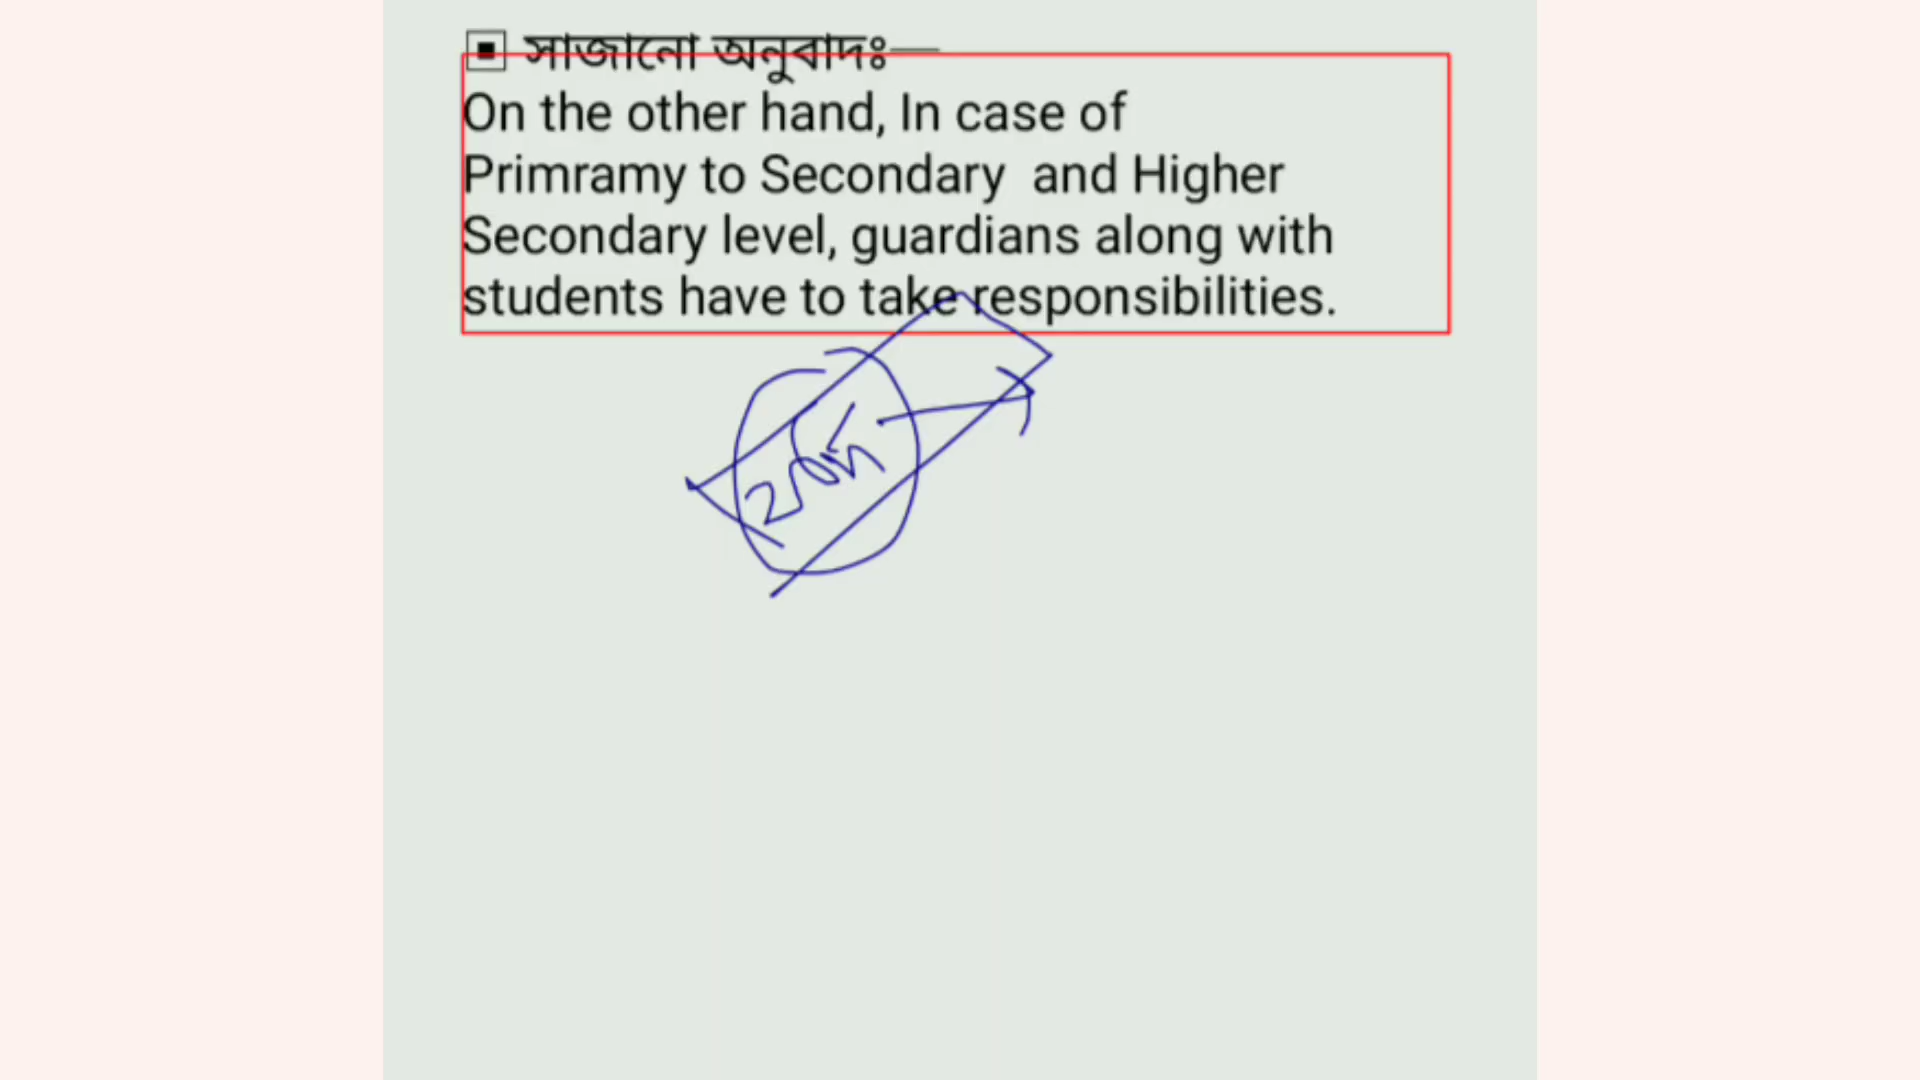 ▣ সাজানো অনুবাদঃ—
On the other hand, In case of
Primramy to Secondary and Higher
Secondary level, guardians along with
students have to take responsibilities.